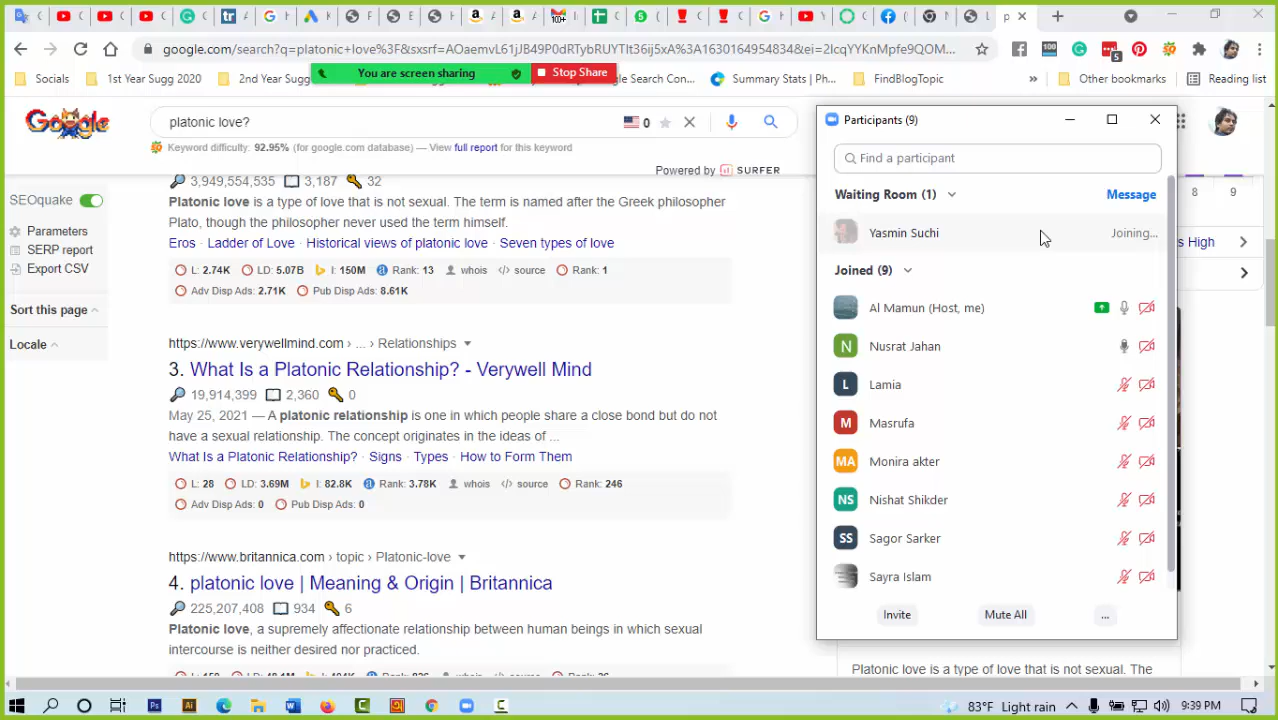 google.com/search?q=platonic+love%3F&sxsrf=AOaemvL61jJB49P0dRTybRUYTIt36ij5xA%3A1630164954834&ei=2lcqYYKnMpfe9QOM...
100
5
Socials
1st Year Sugg 2020
2nd Year Sugg
You are screen sharing
Stop Share
Google Search Con...
Summary Stats | Ph...
FindBlogTopic
»
Other bookmarks
Reading list
Google
platonic love?
0
Keyword difficulty: 92.95% (for google.com database) — View full report for this keyword
Powered by SURFER
SEOquake
Parameters
SERP report
Export CSV
Sort this page
Locale
3,949,554,535 3,187 32
Platonic love is a type of love that is not sexual. The term is named after the Greek philosopher
Plato, though the philosopher never used the term himself.
Eros · Ladder of Love · Historical views of platonic love · Seven types of love
L: 2.74K LD: 5.07B I: 150M Rank: 13 whois source Rank: 1
Adv Disp Ads: 2.71K Pub Disp Ads: 8.61K
https://www.verywellmind.com › ... › Relationships
3. What Is a Platonic Relationship? - Verywell Mind
19,914,399 2,360 0
May 25, 2021 — A platonic relationship is one in which people share a close bond but do not
have a sexual relationship. The concept originates in the ideas of ...
What Is a Platonic Relationship? · Signs · Types · How to Form Them
L: 28 LD: 3.69M I: 82.8K Rank: 3.78K whois source Rank: 246
Adv Disp Ads: 0 Pub Disp Ads: 0
https://www.britannica.com › topic › Platonic-love
4. platonic love | Meaning & Origin | Britannica
225,207,408 934 6
Platonic love, a supremely affectionate relationship between human beings in which sexual
intercourse is neither desired nor practiced.
Participants (9)
Find a participant
Waiting Room (1)
Message
Yasmin Suchi
Joining...
Joined (9)
Al Mamun (Host, me)
N Nusrat Jahan
L Lamia
M Masrufa
MA Monira akter
NS Nishat Shikder
SS Sagor Sarker
Sayra Islam
Invite
Mute All
...
8 9
s High
Platonic love is a type of love that is not sexual. The
83°F Light rain
9:39 PM